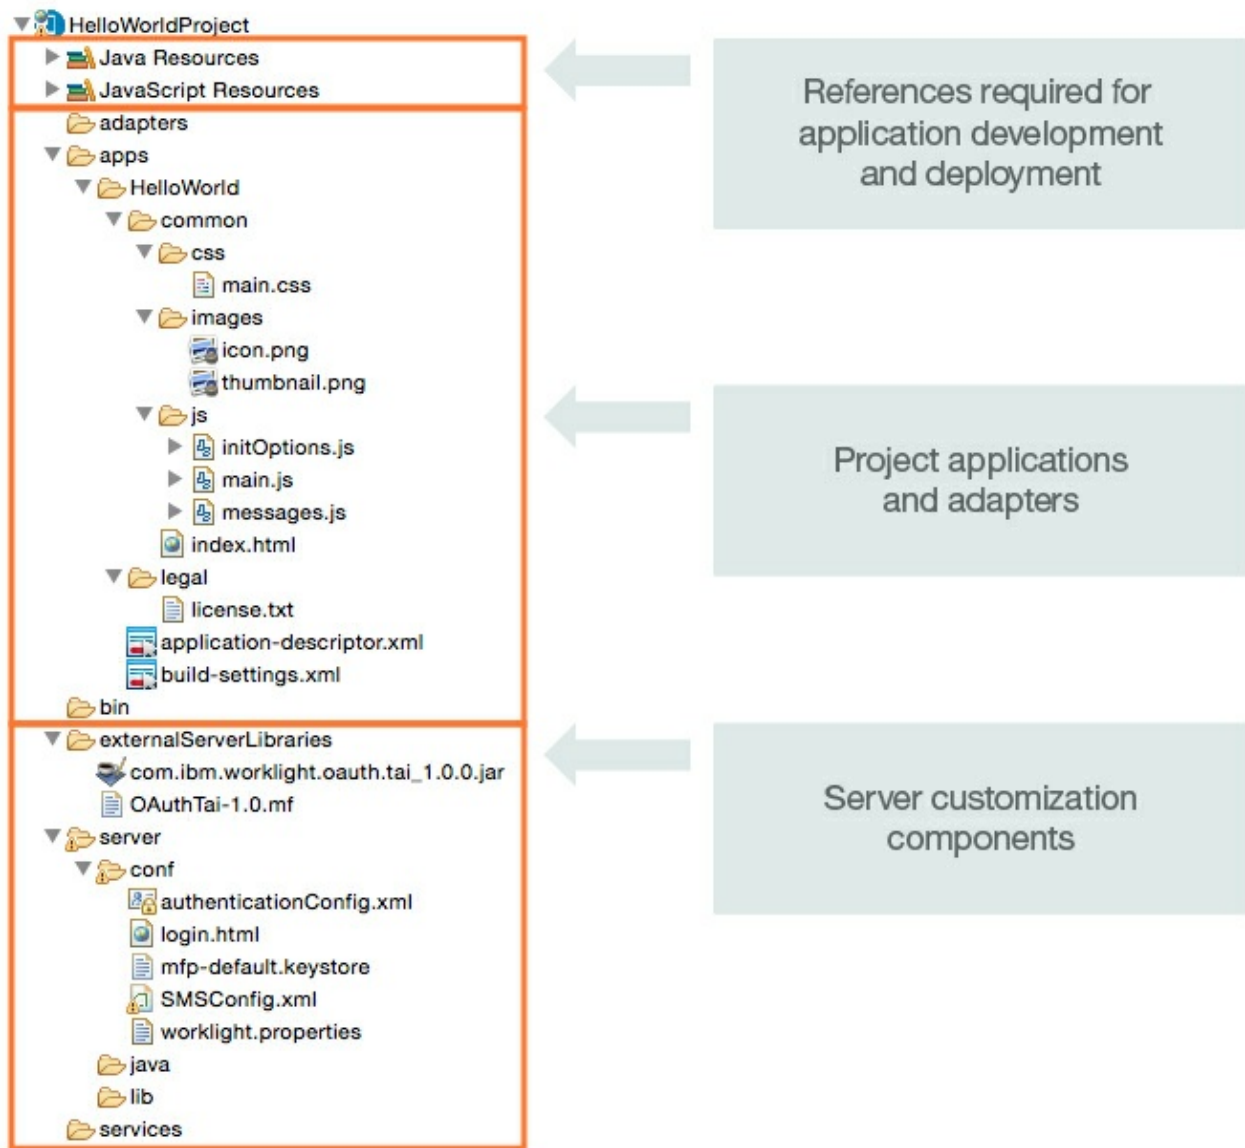 HelloWorldProject
Java Resources
JavaScript Resources
adapters
apps
HelloWorld
common
css
main.css
images
icon.png
thumbnail.png
js
initOptions.js
main.js
messages.js
index.html
legal
license.txt
application-descriptor.xml
build-settings.xml
bin
externalServerLibraries
com.ibm.worklight.oauth.tai_1.0.0.jar
OAuthTai-1.0.mf
server
conf
authenticationConfig.xml
login.html
mfp-default.keystore
SMSConfig.xml
worklight.properties
java
lib
services
References required for
application development
and deployment
Project applications
and adapters
Server customization
components